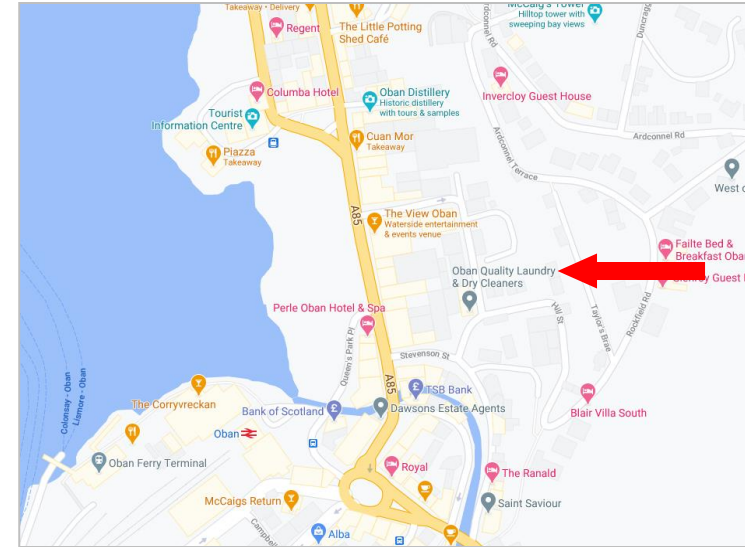 Takeaway • Delivery
Regent
The Little Potting
Shed Café
McCaig's Tower
Hilltop tower with
sweeping bay views
Ardconnel Rd
Columba Hotel
Oban Distillery
Historic distillery
with tours & samples
Invercloy Guest House
Tourist
Information Centre
Piazza
Takeaway
Cuan Mor
Takeaway
Ardconnel Rd
Ardconnel Terrace
A85
The View Oban
Waterside entertainment
& events venue
Failte Bed &
Oban Quality Laundry
& Dry Cleaners
Perle Oban Hotel & Spa
Hill St
Taylor's Brae
Rockfield Rd
Queen's Park Pl
Stevenson St
A85
TSB Bank
Colonsay - Oban
Lismore - Oban
The Corryvreckan
Bank of Scotland
Dawsons Estate Agents
Blair Villa South
Oban
Oban Ferry Terminal
Royal
The Ranald
McCaigs Return
Saint Saviour
Alba